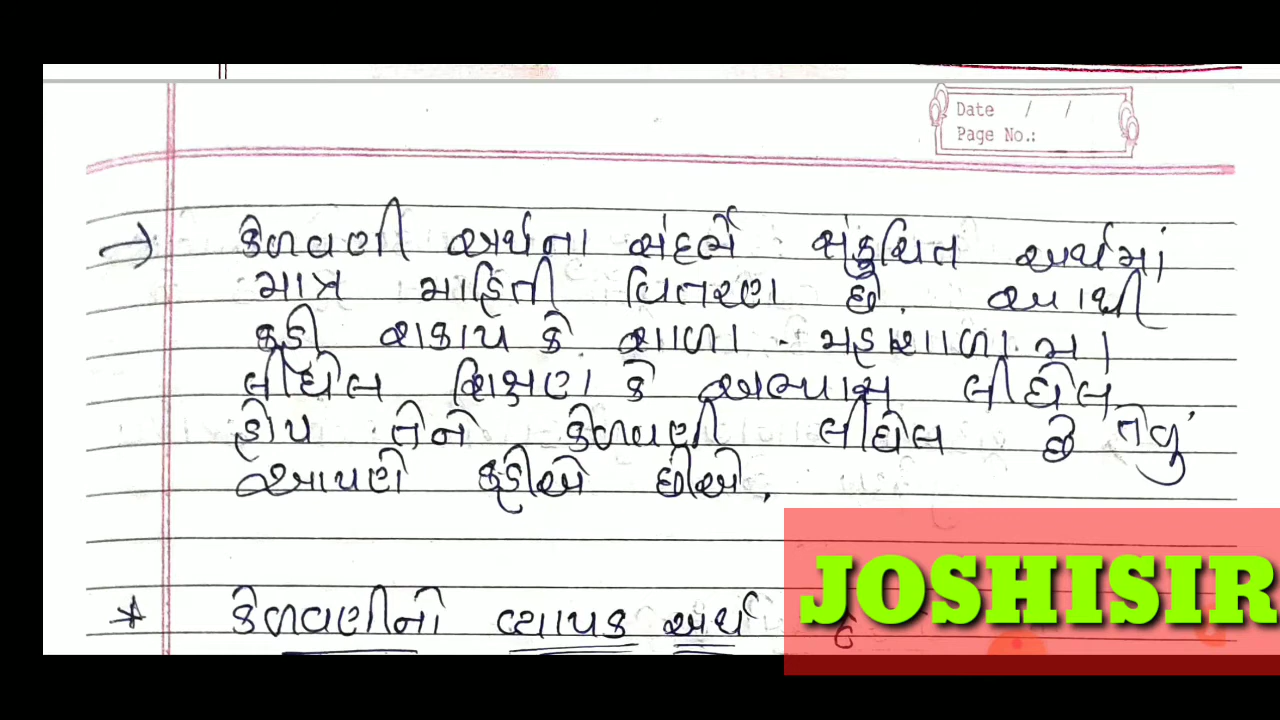 Date / /
Page No.:
→ કેળવણી અર્થના સંદર્ભે સંકુચિત અર્થમાં
માત્ર માહિતી વિતરણ છે. આપણી
કહી શકાય કે શાળા - મહાશાળામાં
લીધેલ શિક્ષણ કે અભ્યાસ લીધેલ
હોય તેને કેળવણી લીધેલ છે તેવું
આપણે કહીએ છીએ.
* કેળવણીનો વ્યાપક અર્થ
JOSHISIR